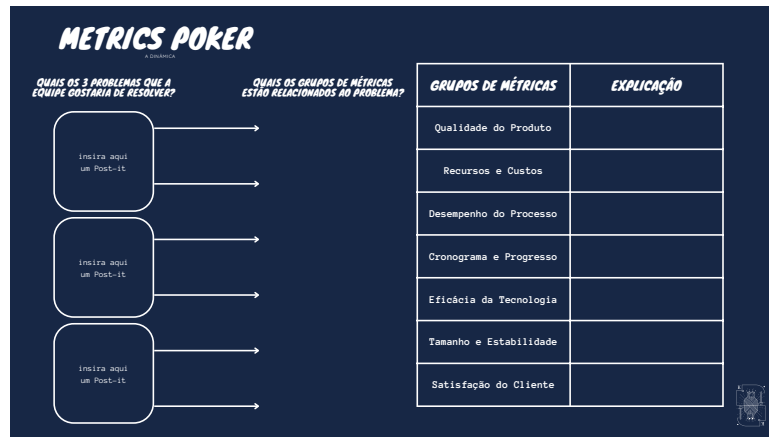 METRICS POKER
A DINÂMICA
QUAIS OS 3 PROBLEMAS QUE A
EQUIPE GOSTARIA DE RESOLVER?
QUAIS OS GRUPOS DE MÉTRICAS
ESTÃO RELACIONADOS AO PROBLEMA?
insira aqui
um Post-it
insira aqui
um Post-it
insira aqui
um Post-it
GRUPOS DE MÉTRICAS
EXPLICAÇÃO
Qualidade do Produto
Recursos e Custos
Desempenho do Processo
Cronograma e Progresso
Eficácia da Tecnologia
Tamanho e Estabilidade
Satisfação do Cliente